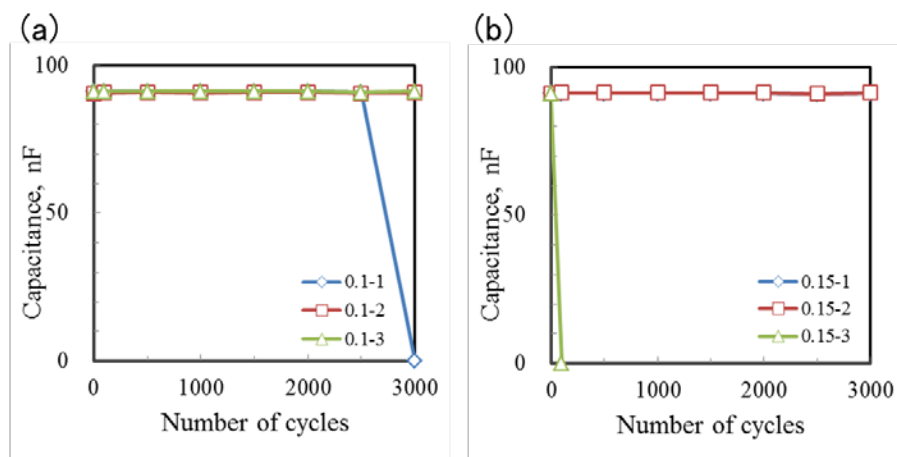 (a)
100
50
0
Capacitance, nF
0.1-1
0.1-2
0.1-3
0 1000 2000 3000
Number of cycles
(b)
100
50
0
Capacitance, nF
0.15-1
0.15-2
0.15-3
0 1000 2000 3000
Number of cycles